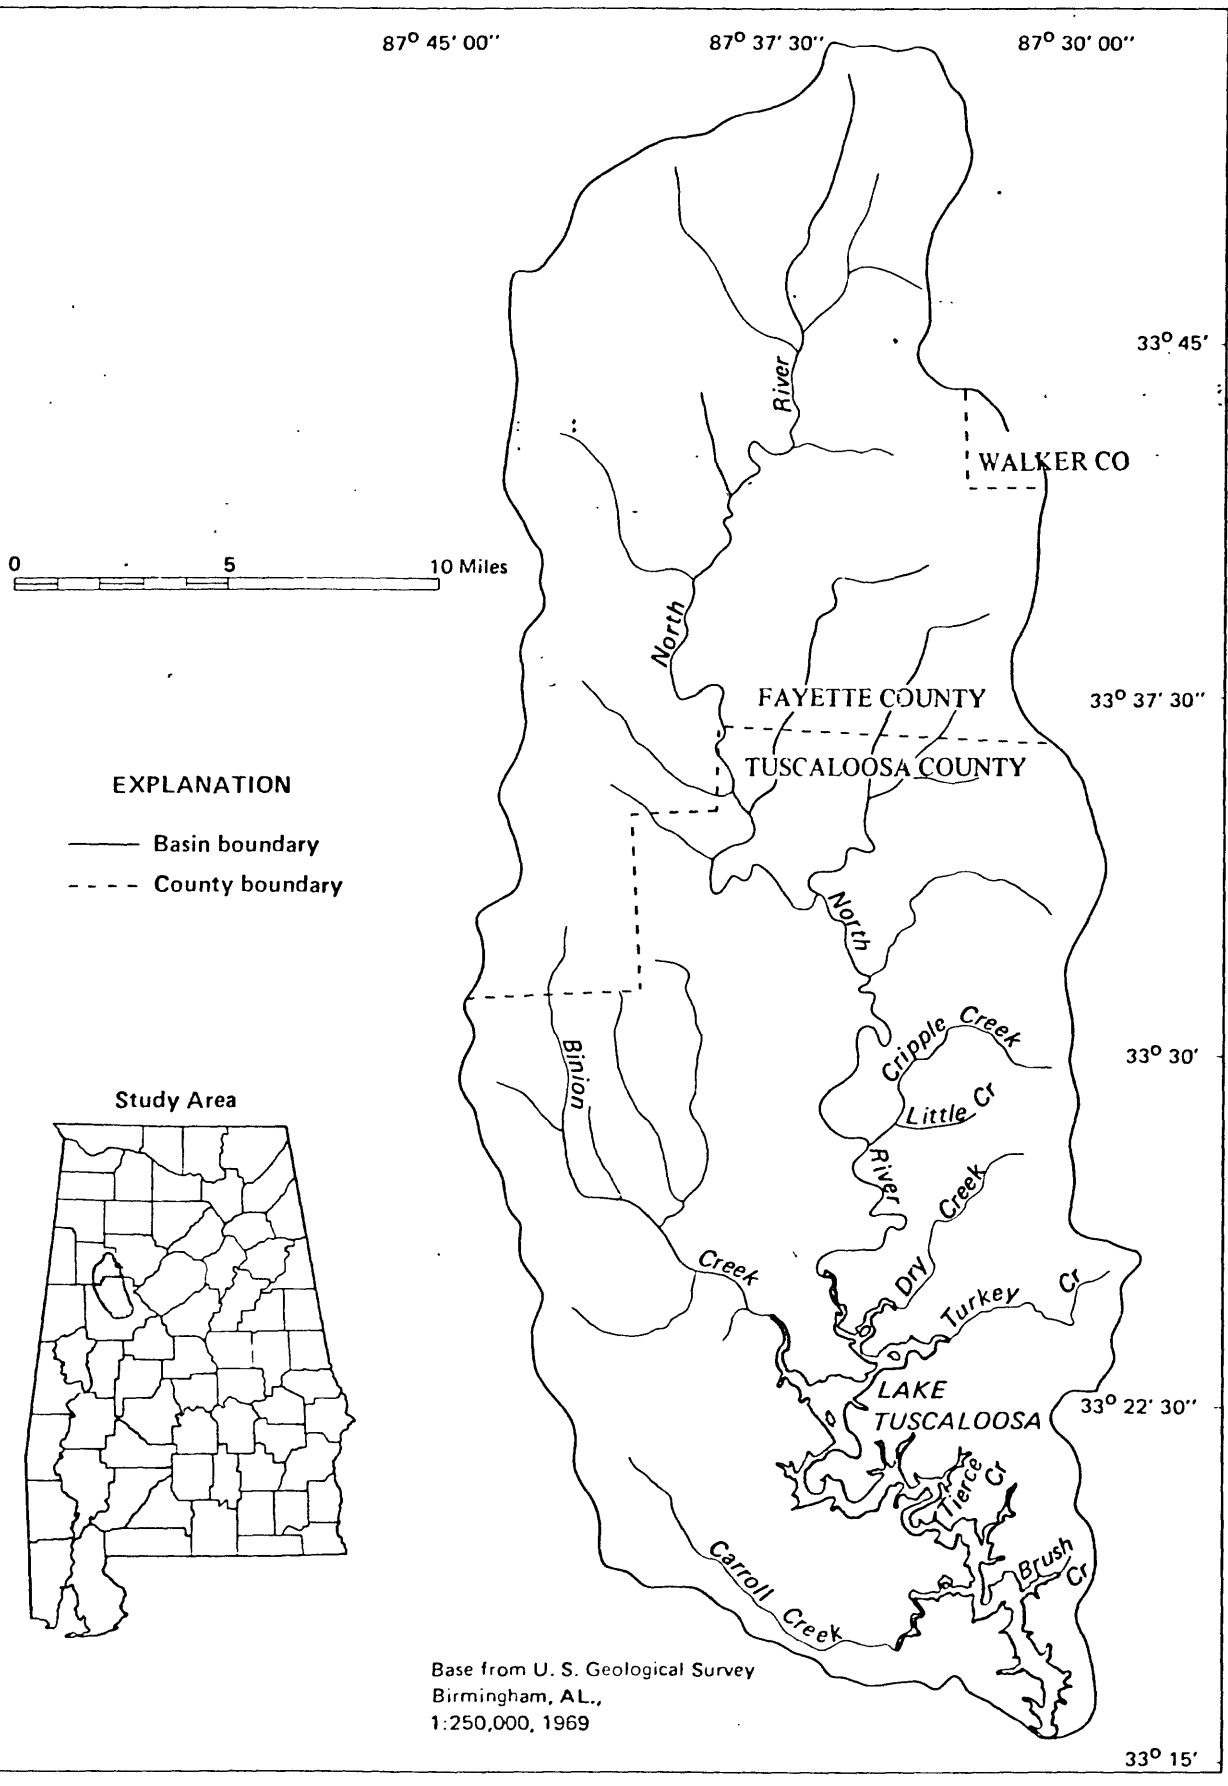 87° 45' 00"
87° 37' 30"
87° 30' 00"
33° 45'
River
WALKER CO
0 5 10 Miles
North
FAYETTE COUNTY
33° 37' 30"
TUSCALOOSA COUNTY
EXPLANATION
Basin boundary
County boundary
North
Cripple Creek
33° 30'
Binion
Little Cr
Study Area
River
Creek
Creek
Dry
Turkey Cr
LAKE
TUSCALOOSA
33° 22' 30"
Tierce
Cr
Brush
Cr
Carroll Creek
Base from U. S. Geological Survey
Birmingham, AL.,
1:250,000, 1969
33° 15'